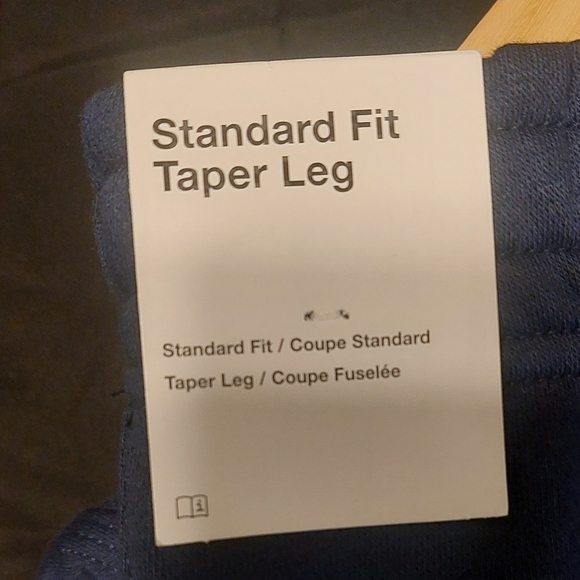 Standard Fit
Taper Leg
Standard Fit / Coupe Standard
Taper Leg / Coupe Fuselée
i